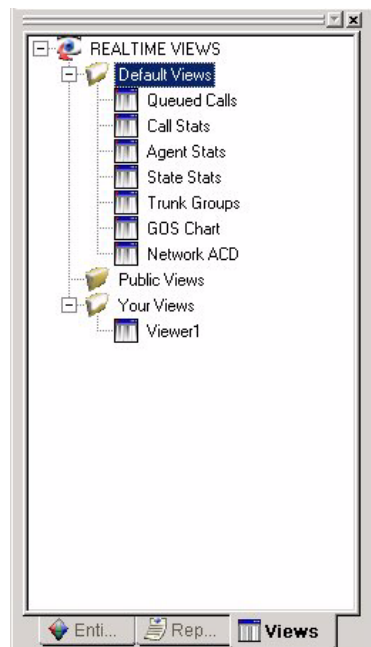 REALTIME VIEWS
Default Views
Queued Calls
Call Stats
Agent Stats
State Stats
Trunk Groups
GOS Chart
Network ACD
Public Views
Your Views
Viewer1
Enti... Rep... Views